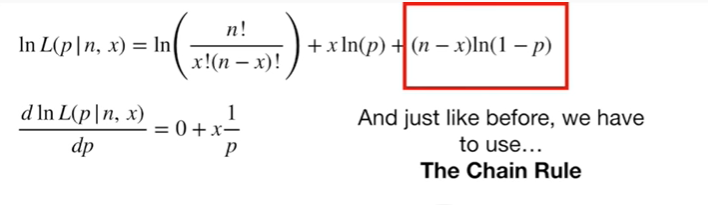 ln L(p|n, x) = ln( n! / x!(n − x)! ) + x ln(p) + (n − x)ln(1 − p)
d ln L(p|n, x) / dp = 0 + x 1/p
And just like before, we have
to use…
The Chain Rule